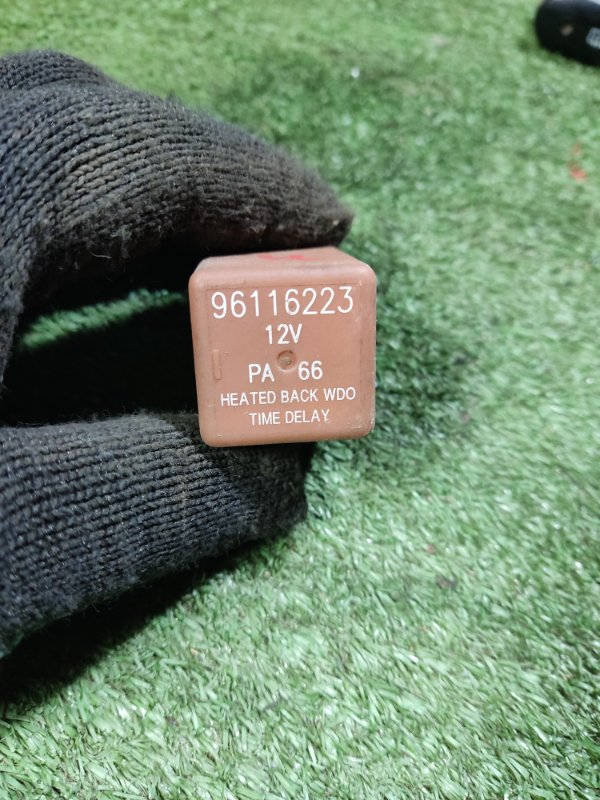 96116223
12V
PA 66
HEATED BACK WDO
TIME DELAY